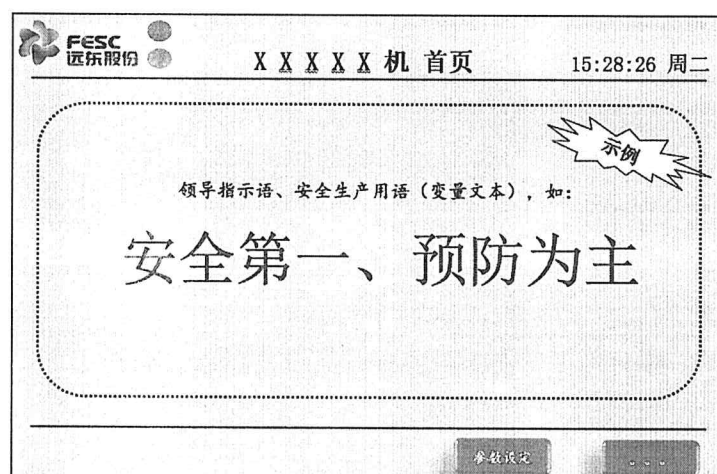 FESC
远东股份
X X X X X 机 首页
15:28:26 周二
示例
领导指示语、安全生产用语（变量文本），如：
安全第一、预防为主
参数设定
。。。